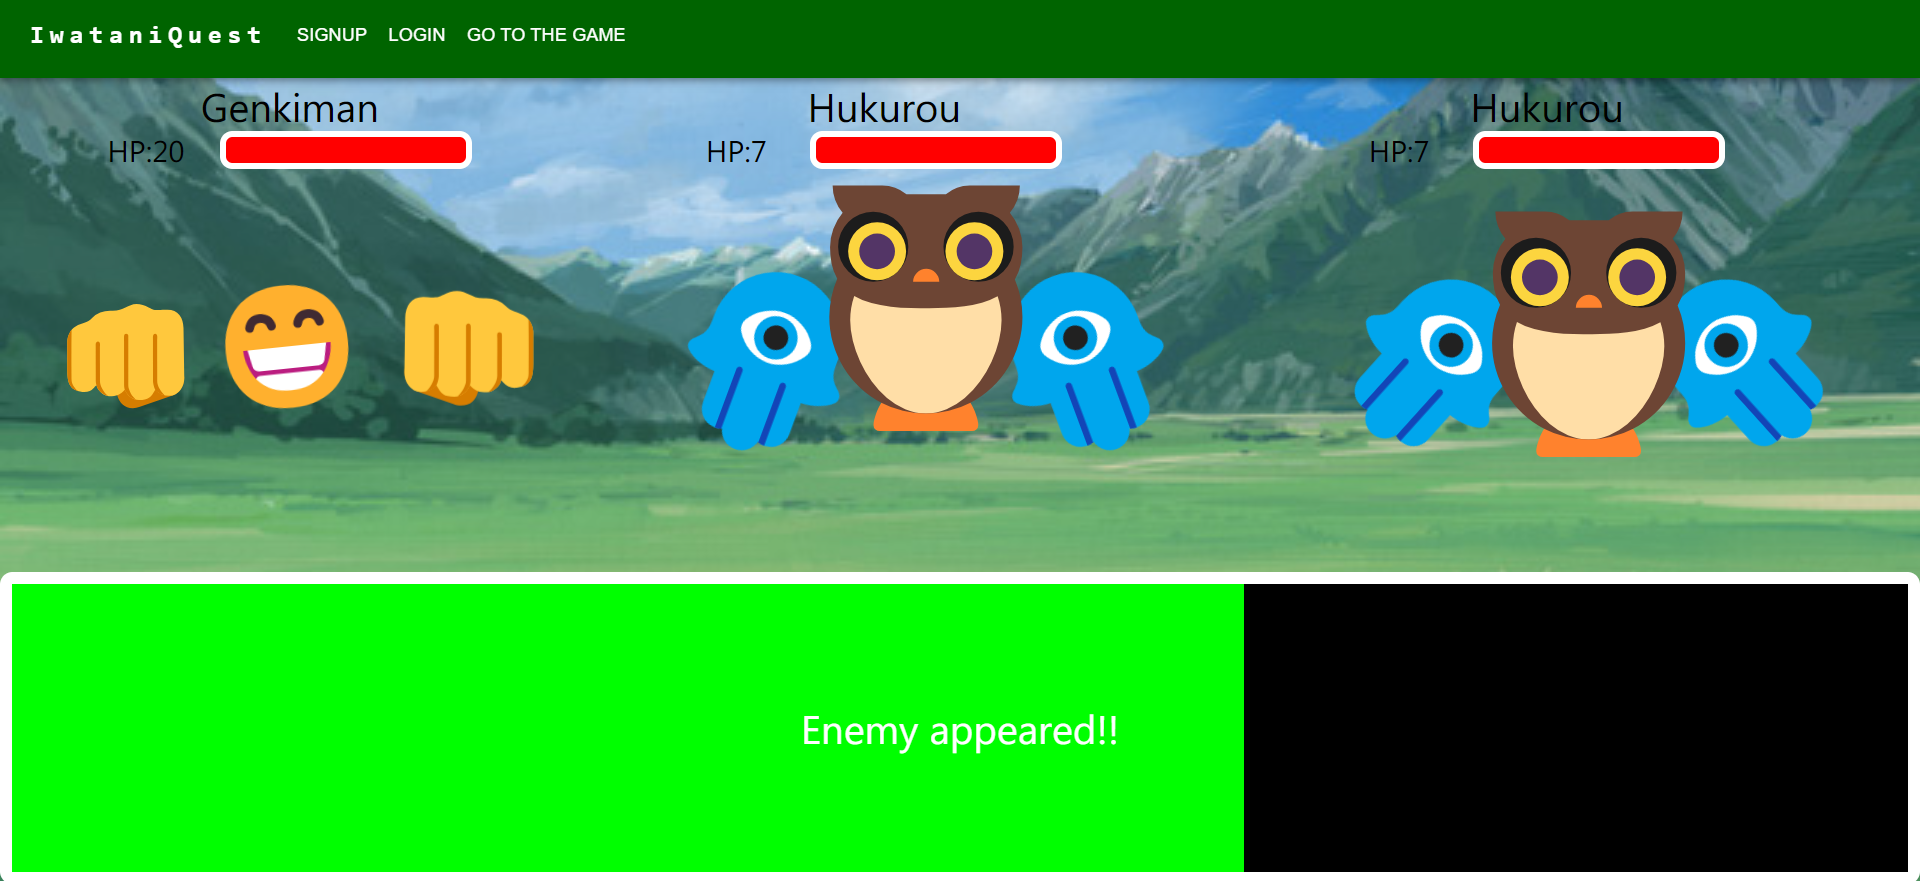 IwataniQuest SIGNUP LOGIN GO TO THE GAME
Genkiman Hukurou Hukurou
HP:20 HP:7 HP:7
Enemy appeared!!